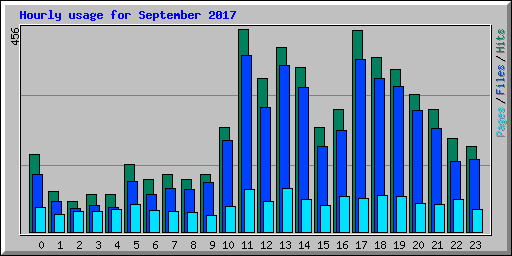 Hourly usage for September 2017
456
Pages / Files / Hits
0 1 2 3 4 5 6 7 8 9 10 11 12 13 14 15 16 17 18 19 20 21 22 23